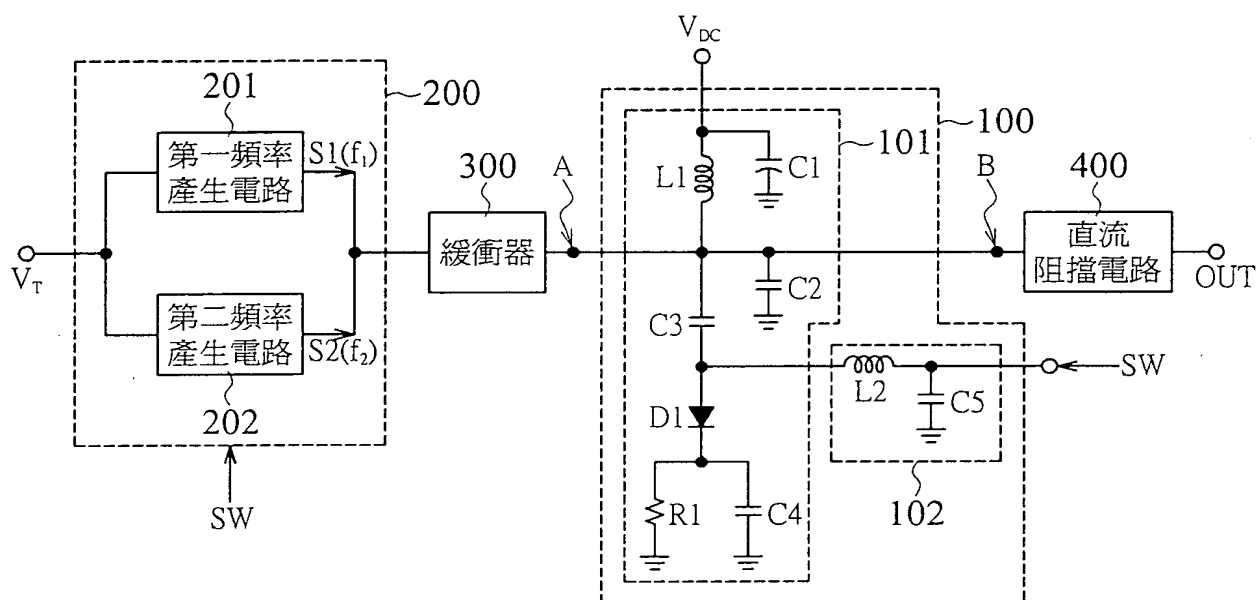 V_DC
201
200
第一頻率
產生電路
S1(f₁)
V_T
第二頻率
產生電路
S2(f₂)
202
SW
300
緩衝器
A
101
100
L1
C1
C2
C3
B
400
直流
阻擋電路
OUT
L2
C5
SW
D1
102
R1
C4